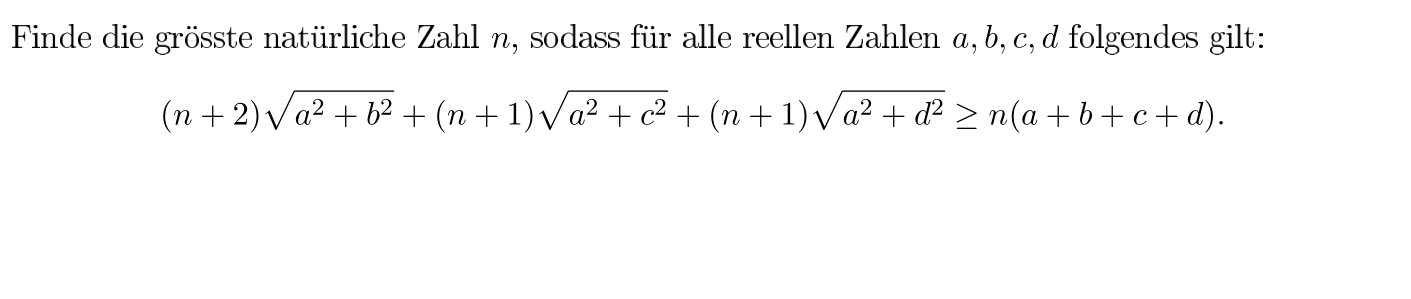 Finde die grösste natürliche Zahl n, sodass für alle reellen Zahlen a, b, c, d folgendes gilt:
(n + 2)√(a² + b²) + (n + 1)√(a² + c²) + (n + 1)√(a² + d²) ≥ n(a + b + c + d).